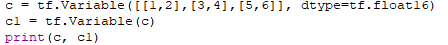 c = tf.Variable([[1,2],[3,4],[5,6]], dtype=tf.float16)
c1 = tf.Variable(c)
print(c, c1)